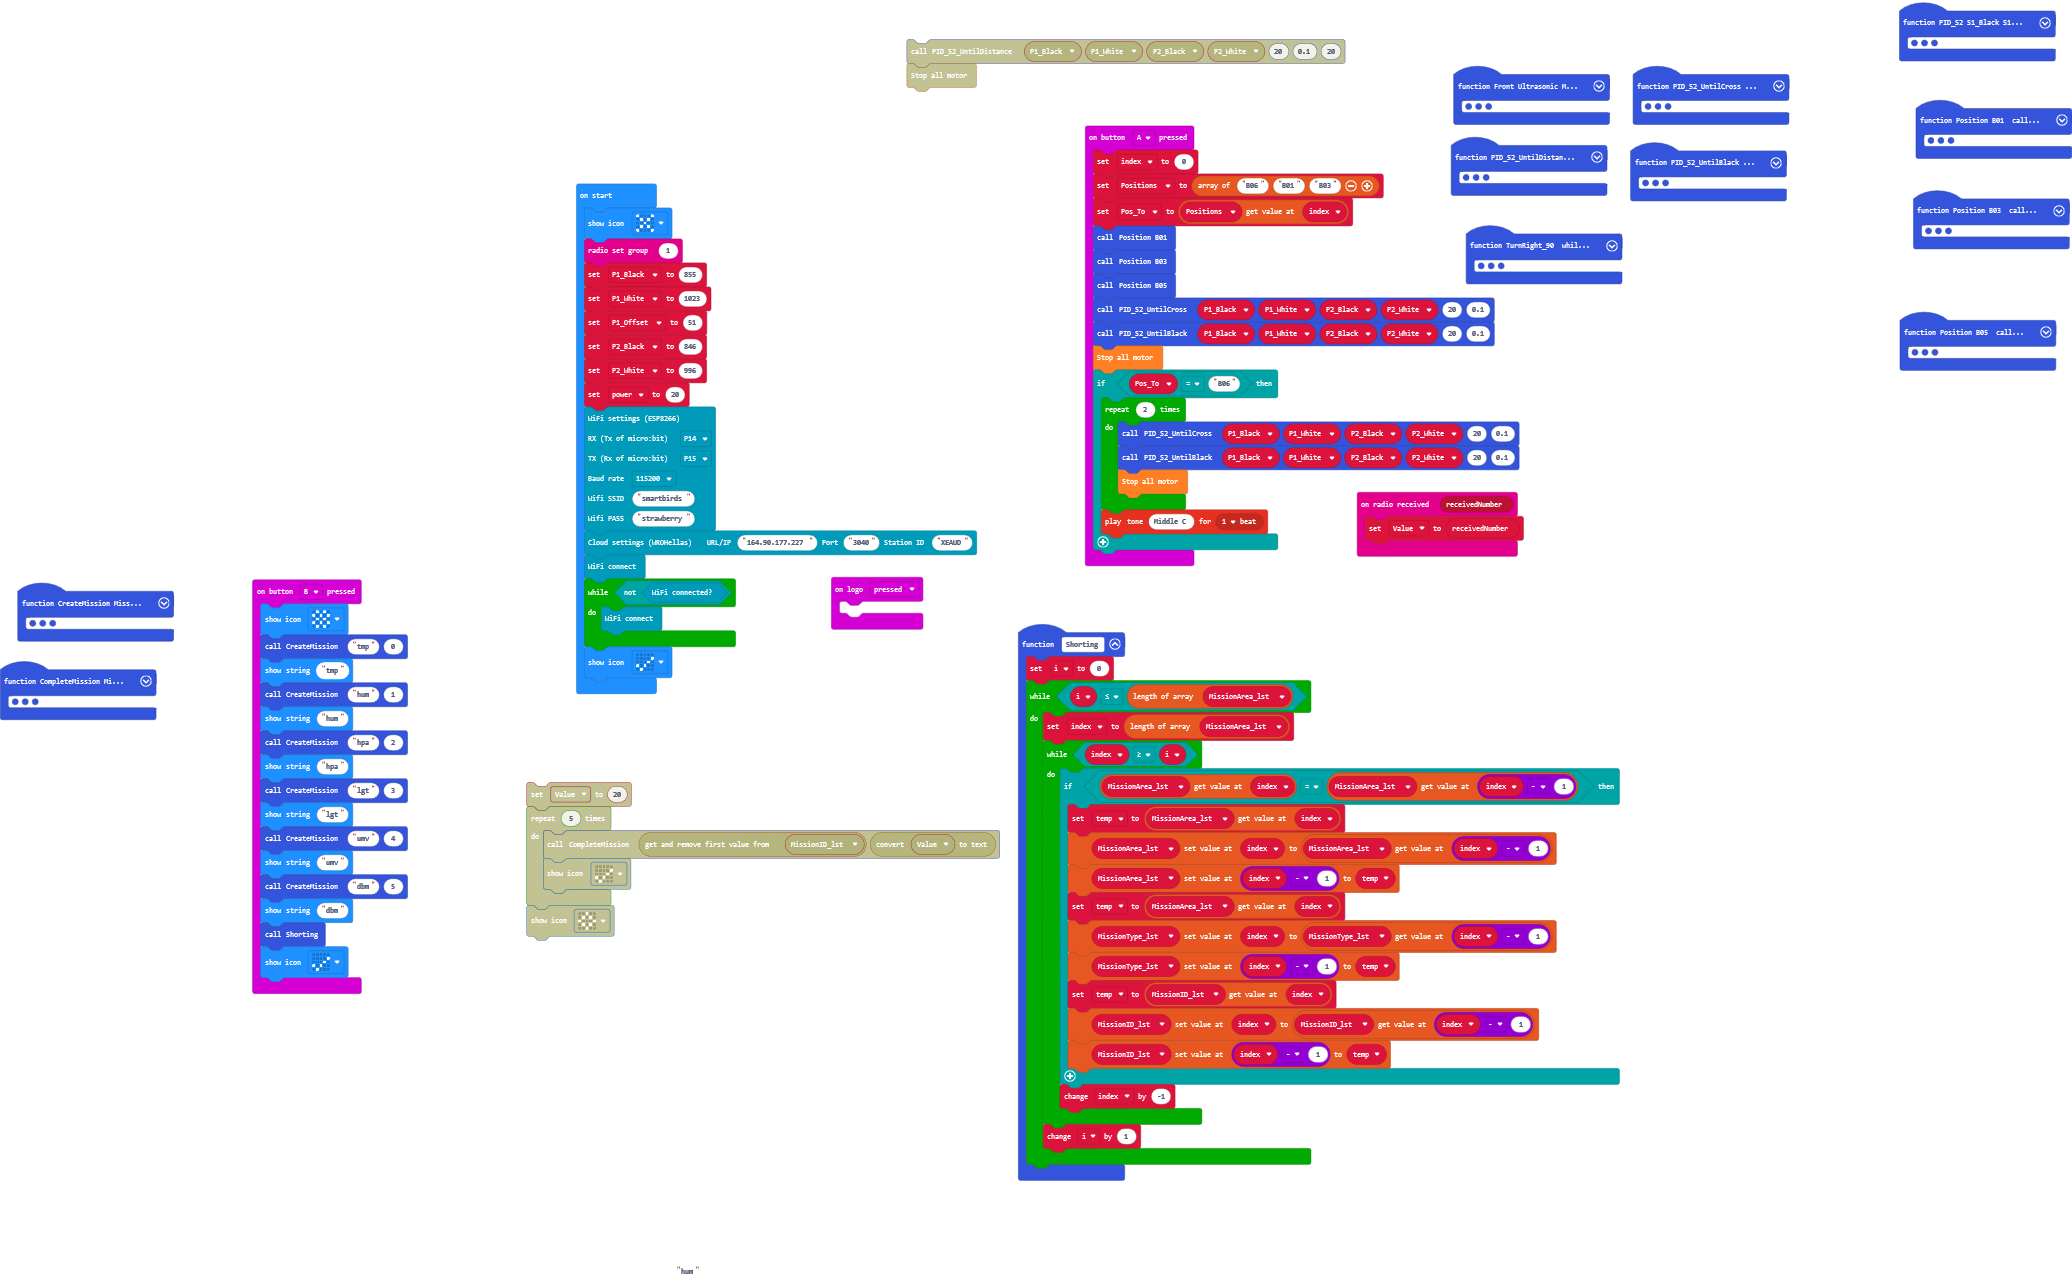 call PID_S2_UntilDistance P1_Black P1_White P2_Black P2_White 20 0.1 20
Stop all motor
function PID_S2 S1_Black S1...
function Front Ultrasonic M...
function PID_S2_UntilCross ...
function Position B01 call...
function PID_S2_UntilDistan...
function PID_S2_UntilBlack ...
function Position B03 call...
function TurnRight_90 whil...
function Position B05 call...
on button A pressed
set index to 0
set Positions to array of "B06" "B01" "B03"
set Pos_To to Positions get value at index
call Position B01
call Position B03
call Position B05
call PID_S2_UntilCross P1_Black P1_White P2_Black P2_White 20 0.1
call PID_S2_UntilBlack P1_Black P1_White P2_Black P2_White 20 0.1
Stop all motor
if Pos_To = "B06" then
repeat 2 times
do call PID_S2_UntilCross P1_Black P1_White P2_Black P2_White 20 0.1
call PID_S2_UntilBlack P1_Black P1_White P2_Black P2_White 20 0.1
Stop all motor
play tone Middle C for 1 beat
on radio received receivedNumber
set Value to receivedNumber
on start
show icon
radio set group 1
set P1_Black to 855
set P1_White to 1023
set P1_Offset to 51
set P2_Black to 846
set P2_White to 996
set power to 20
WiFi settings (ESP8266)
RX (Tx of micro:bit) P14
TX (Rx of micro:bit) P15
Baud rate 115200
Wifi SSID "smartbirds"
Wifi PASS "strawberry"
Cloud settings (WROHellas) URL/IP "164.90.177.227" Port "3040" Station ID "XEAUD"
WiFi connect
while not WiFi connected?
do WiFi connect
show icon
on logo pressed
function CreateMission Miss...
function CompleteMission Mi...
on button B pressed
show icon
call CreateMission "tmp" 0
show string "tmp"
call CreateMission "hum" 1
show string "hum"
call CreateMission "hpa" 2
show string "hpa"
call CreateMission "lgt" 3
show string "lgt"
call CreateMission "umv" 4
show string "umv"
call CreateMission "dbm" 5
show string "dbm"
call Shorting
show icon
set Value to 20
repeat 5 times
do call CompleteMission get and remove first value from MissionID_lst convert Value to text
show icon
show icon
function Shorting
set i to 0
while i ≤ length of array MissionArea_lst
do set index to length of array MissionArea_lst
while index ≥ i
do if MissionArea_lst get value at index = MissionArea_lst get value at index - 1 then
set temp to MissionArea_lst get value at index
MissionArea_lst set value at index to MissionArea_lst get value at index - 1
MissionArea_lst set value at index - 1 to temp
set temp to MissionArea_lst get value at index
MissionType_lst set value at index to MissionType_lst get value at index - 1
MissionType_lst set value at index - 1 to temp
set temp to MissionID_lst get value at index
MissionID_lst set value at index to MissionID_lst get value at index - 1
MissionID_lst set value at index - 1 to temp
change index by -1
change i by 1
"hum"